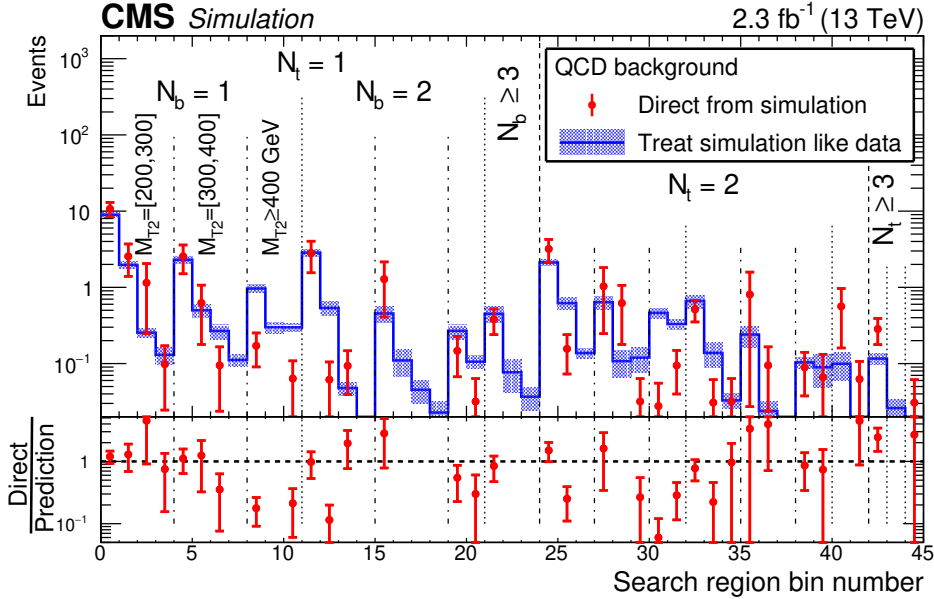 CMS Simulation 2.3 fb⁻¹ (13 TeV)
Events
10³
10²
10
1
10⁻¹
N_t = 1
N_b = 1
N_b = 2
N_b ≥ 3
M_T2=[200,300]
M_T2=[300,400]
M_T2≥400 GeV
QCD background
Direct from simulation
Treat simulation like data
N_t = 2
N_t ≥ 3
Direct
Prediction
1
10⁻¹
0 5 10 15 20 25 30 35 40 45
Search region bin number